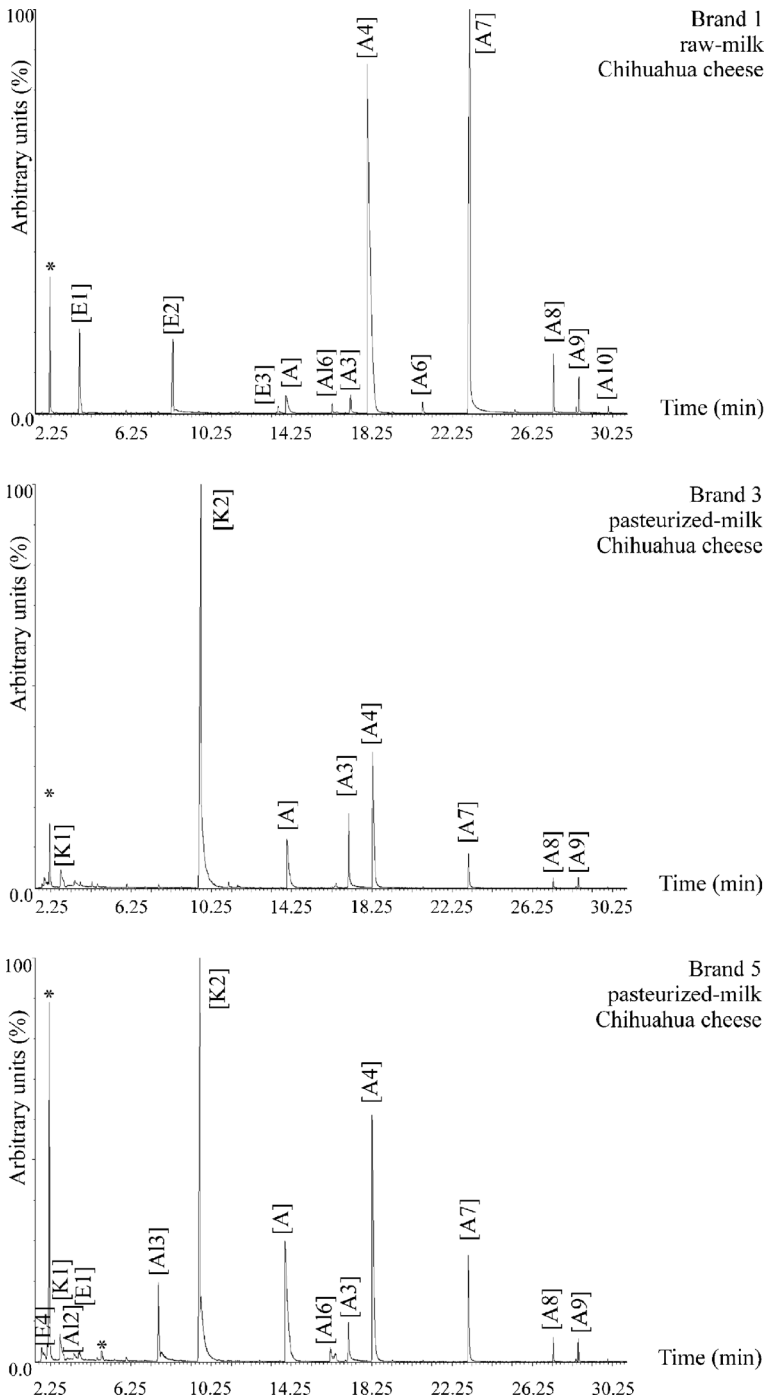 100
Brand 1
raw-milk
Chihuahua cheese
Arbitrary units (%)
*
[E1]
[E2]
[E3]
[A]
[Al6]
[A3]
[A4]
[A6]
[A7]
[A8]
[A9]
[A10]
0.0
2.25 6.25 10.25 14.25 18.25 22.25 26.25 30.25
Time (min)
100
Brand 3
pasteurized-milk
Chihuahua cheese
Arbitrary units (%)
*
[K1]
[K2]
[A]
[A3]
[A4]
[A7]
[A8]
[A9]
0.0
2.25 6.25 10.25 14.25 18.25 22.25 26.25 30.25
Time (min)
100
Brand 5
pasteurized-milk
Chihuahua cheese
Arbitrary units (%)
[E4]
*
[K1]
[Al2]
[E1]
*
[Al3]
[K2]
[A]
[Al6]
[A3]
[A4]
[A7]
[A8]
[A9]
0.0
2.25 6.25 10.25 14.25 18.25 22.25 26.25 30.25
Time (min)